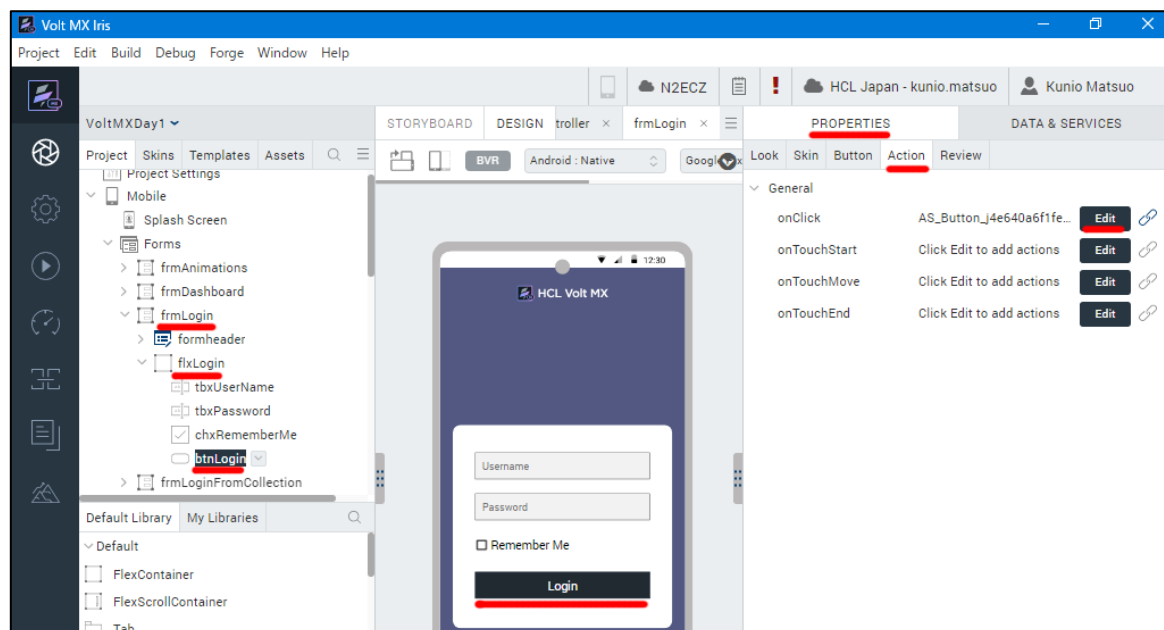 Volt MX Iris
Project Edit Build Debug Forge Window Help
N2ECZ
HCL Japan - kunio.matsuo
Kunio Matsuo
VoltMXDay1
STORYBOARD DESIGN troller × frmLogin ×
PROPERTIES DATA & SERVICES
Project Skins Templates Assets
BVR Android : Native
Look Skin Button Action Review
Project Settings
Mobile
Splash Screen
Forms
frmAnimations
frmDashboard
frmLogin
formheader
flxLogin
tbxUserName
tbxPassword
chxRememberMe
btnLogin
frmLoginFromCollection
Default Library My Libraries
Default
FlexContainer
FlexScrollContainer
Tab
12:30
HCL Volt MX
Username
Password
Remember Me
Login
General
onClick AS_Button_j4e640a6f1fe... Edit
onTouchStart Click Edit to add actions Edit
onTouchMove Click Edit to add actions Edit
onTouchEnd Click Edit to add actions Edit